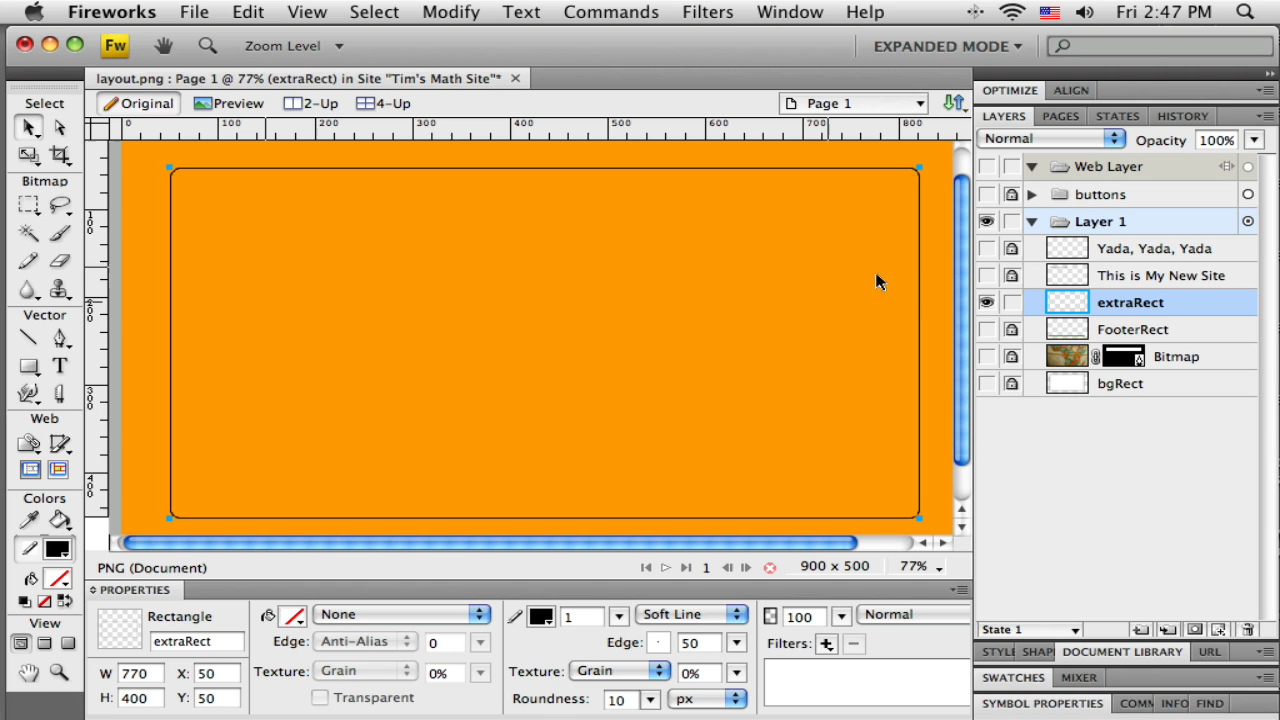 Fireworks File Edit View Select Modify Text Commands Filters Window Help Fri 2:47 PM
Fw Zoom Level EXPANDED MODE
layout.png : Page 1 @ 77% (extraRect) in Site "Tim's Math Site"*
Original Preview 2-Up 4-Up Page 1
0 100 200 300 400 500 600 700 800
100
200
300
400
Select
Bitmap
Vector
T
Web
Colors
View
OPTIMIZE ALIGN
LAYERS PAGES STATES HISTORY
Normal Opacity 100%
Web Layer
buttons
Layer 1
Yada, Yada, Yada
This is My New Site
extraRect
FooterRect
Bitmap
bgRect
State 1
STYLE SHAP DOCUMENT LIBRARY URL
SWATCHES MIXER
SYMBOL PROPERTIES COMM INFO FIND
PNG (Document) 1 900 x 500 77%
PROPERTIES
Rectangle
extraRect
W 770 X: 50
H: 400 Y: 50
None
Edge: Anti-Alias 0
Texture: Grain 0%
Transparent
1 Soft Line
Edge: 50
Texture: Grain 0%
Roundness: 10 px
100 Normal
Filters: